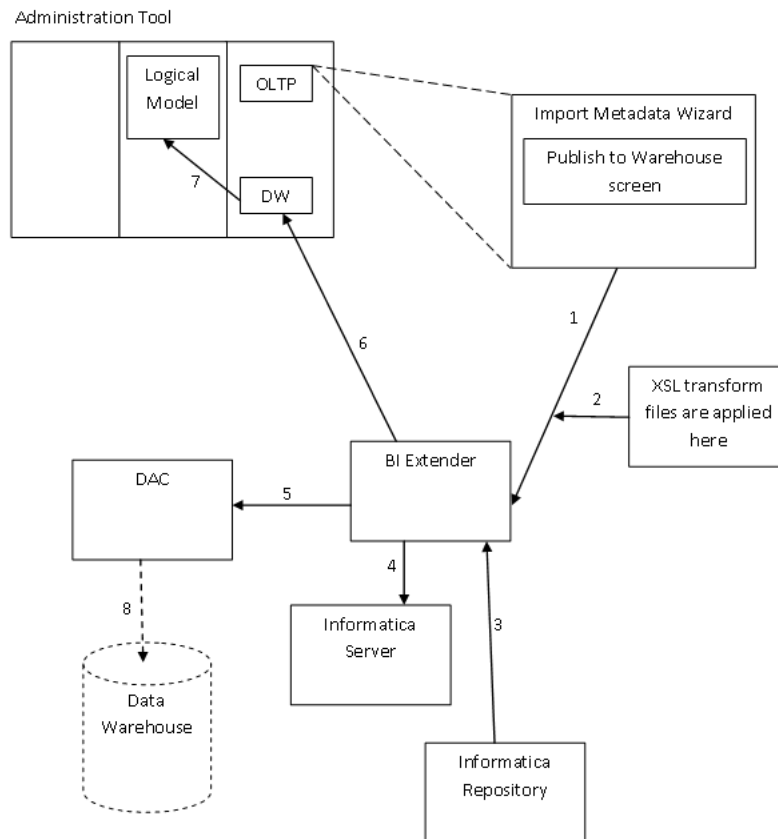 Administration Tool
Logical
Model
OLTP
DW
7
Import Metadata Wizard
Publish to Warehouse
screen
1
6
2
XSL transform
files are applied
here
BI Extender
DAC
5
4
3
8
Informatica
Server
Data
Warehouse
Informatica
Repository